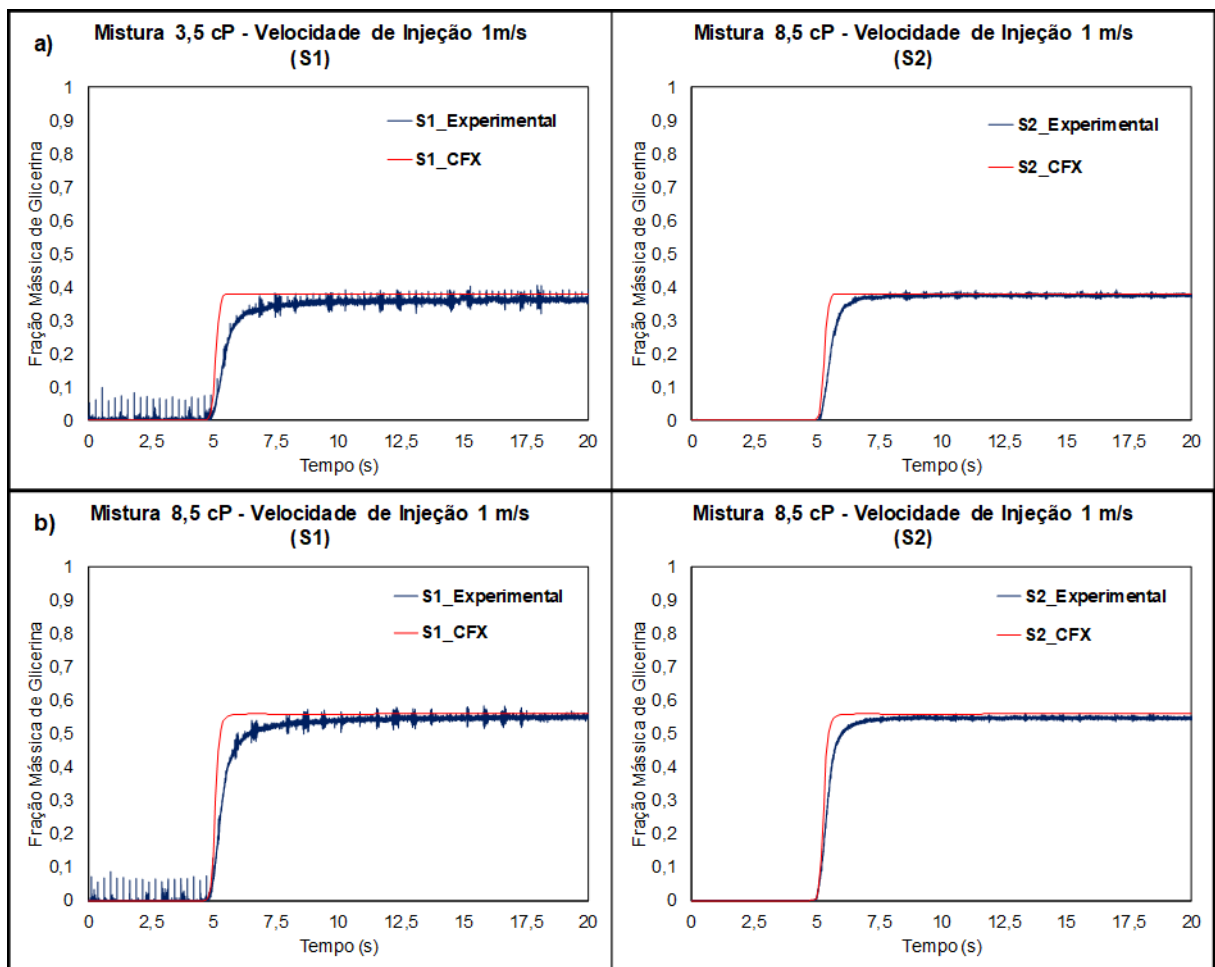 a)
Mistura 3,5 cP - Velocidade de Injeção 1m/s
(S1)
Fração Mássica de Glicerina
1
0,9
0,8
0,7
0,6
0,5
0,4
0,3
0,2
0,1
0
S1_Experimental
S1_CFX
0 2,5 5 7,5 10 12,5 15 17,5 20
Tempo (s)
Mistura 8,5 cP - Velocidade de Injeção 1 m/s
(S2)
Fração Mássica de Glicerina
1
0,9
0,8
0,7
0,6
0,5
0,4
0,3
0,2
0,1
0
S2_Experimental
S2_CFX
0 2,5 5 7,5 10 12,5 15 17,5 20
Tempo (s)
b)
Mistura 8,5 cP - Velocidade de Injeção 1 m/s
(S1)
Fração Mássica de Glicerina
1
0,9
0,8
0,7
0,6
0,5
0,4
0,3
0,2
0,1
0
S1_Experimental
S1_CFX
0 2,5 5 7,5 10 12,5 15 17,5 20
Tempo (s)
Mistura 8,5 cP - Velocidade de Injeção 1 m/s
(S2)
Fração Mássica de Glicerina
1
0,9
0,8
0,7
0,6
0,5
0,4
0,3
0,2
0,1
0
S2_Experimental
S2_CFX
0 2,5 5 7,5 10 12,5 15 17,5 20
Tempo (s)